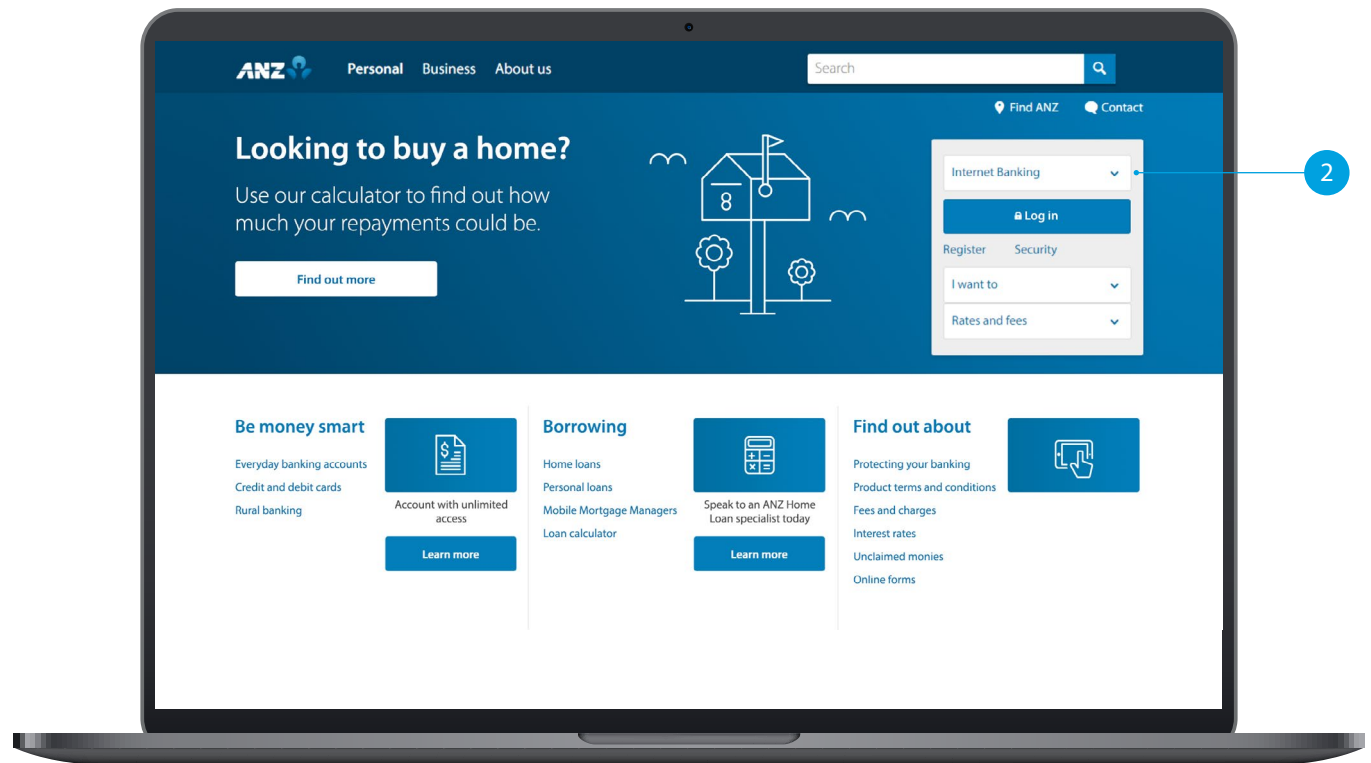 ANZ
Personal Business About us
Search
Find ANZ Contact
Looking to buy a home?
Use our calculator to find out how
much your repayments could be.
Find out more
8
Internet Banking
Log in
Register Security
I want to
Rates and fees
2
Be money smart
Everyday banking accounts
Credit and debit cards
Rural banking
$
Account with unlimited
access
Learn more
Borrowing
Home loans
Personal loans
Mobile Mortgage Managers
Loan calculator
Speak to an ANZ Home
Loan specialist today
Learn more
Find out about
Protecting your banking
Product terms and conditions
Fees and charges
Interest rates
Unclaimed monies
Online forms